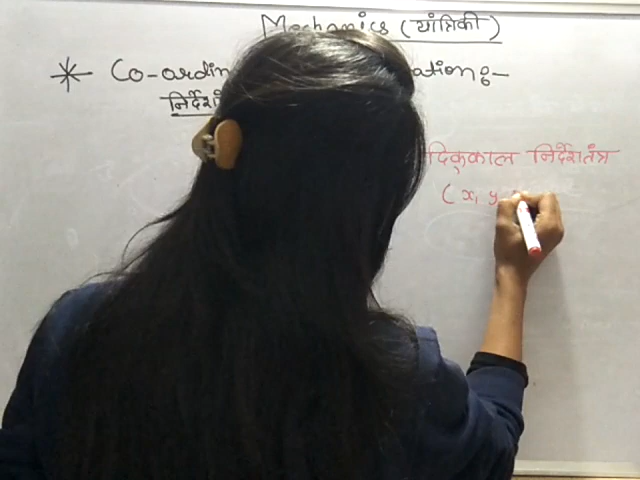 Mechanics (यांत्रिकी)
* Co-ordin ation:-
दिक्काल निर्देशतंत्र
( x, y